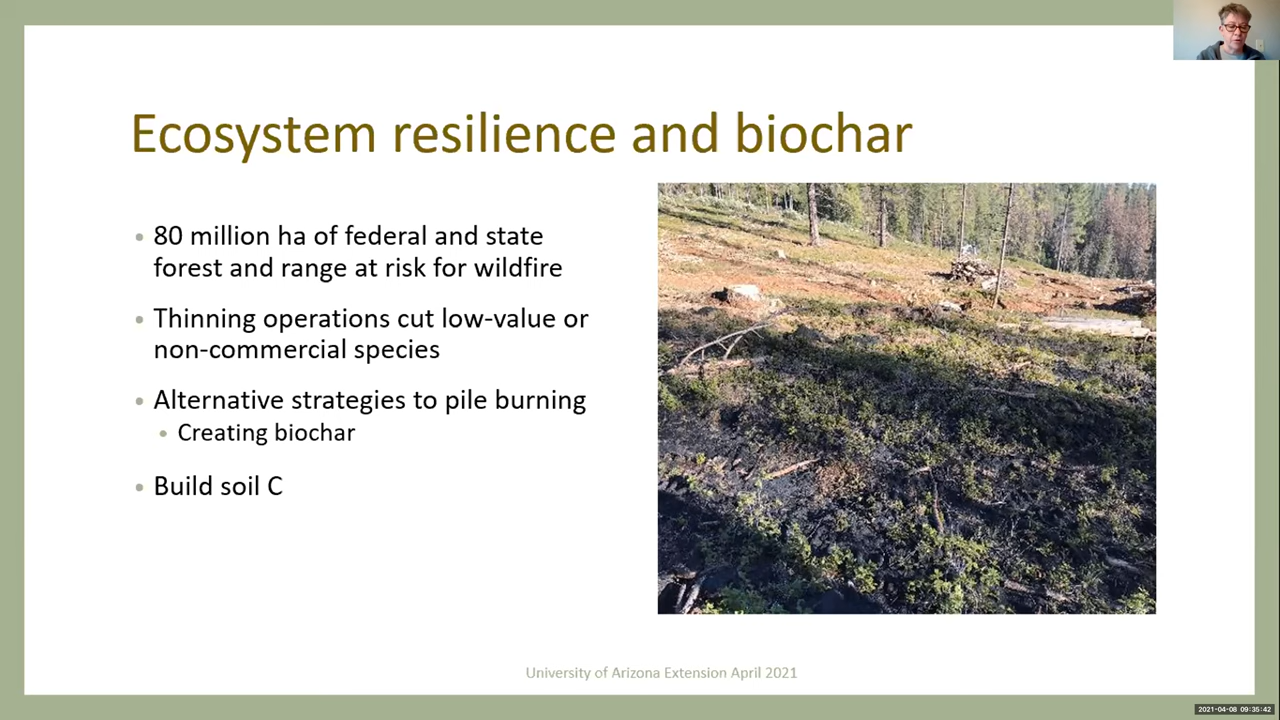 Ecosystem resilience and biochar
• 80 million ha of federal and state
forest and range at risk for wildfire
• Thinning operations cut low-value or
non-commercial species
• Alternative strategies to pile burning
• Creating biochar
• Build soil C
University of Arizona Extension April 2021
2021-04-08 09:35:42